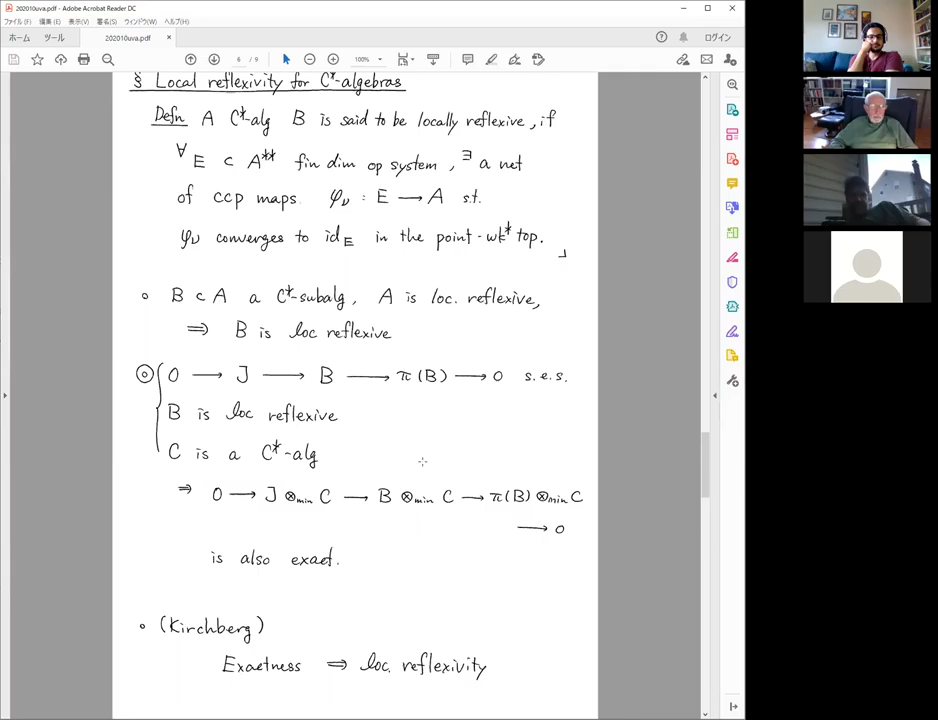 202010uva.pdf - Adobe Acrobat Reader DC
ファイル(F) 編集(E) 表示(V) 署名(S) ウィンドウ(W) ヘルプ(H)
ホーム ツール 202010uva.pdf × ログイン
6 / 9 100%
§ Local reflexivity for C*-algebras
Defn A C*-alg B is said to be locally reflexive, if
∀ E ⊂ A** fin dim op system, ∃ a net
of ccp maps φν : E → A s.t.
φν converges to idE in the point-wk* top. 」
∘ B ⊂ A a C*-subalg, A is loc. reflexive,
⇒ B is loc reflexive
◎ 0 → J → B → π(B) → 0 s.e.s.
B is loc reflexive
C is a C*-alg
⇒ 0 → J ⊗min C → B ⊗min C → π(B) ⊗min C
→ 0
is also exact.
∘ (Kirchberg)
Exactness ⇒ loc. reflexivity